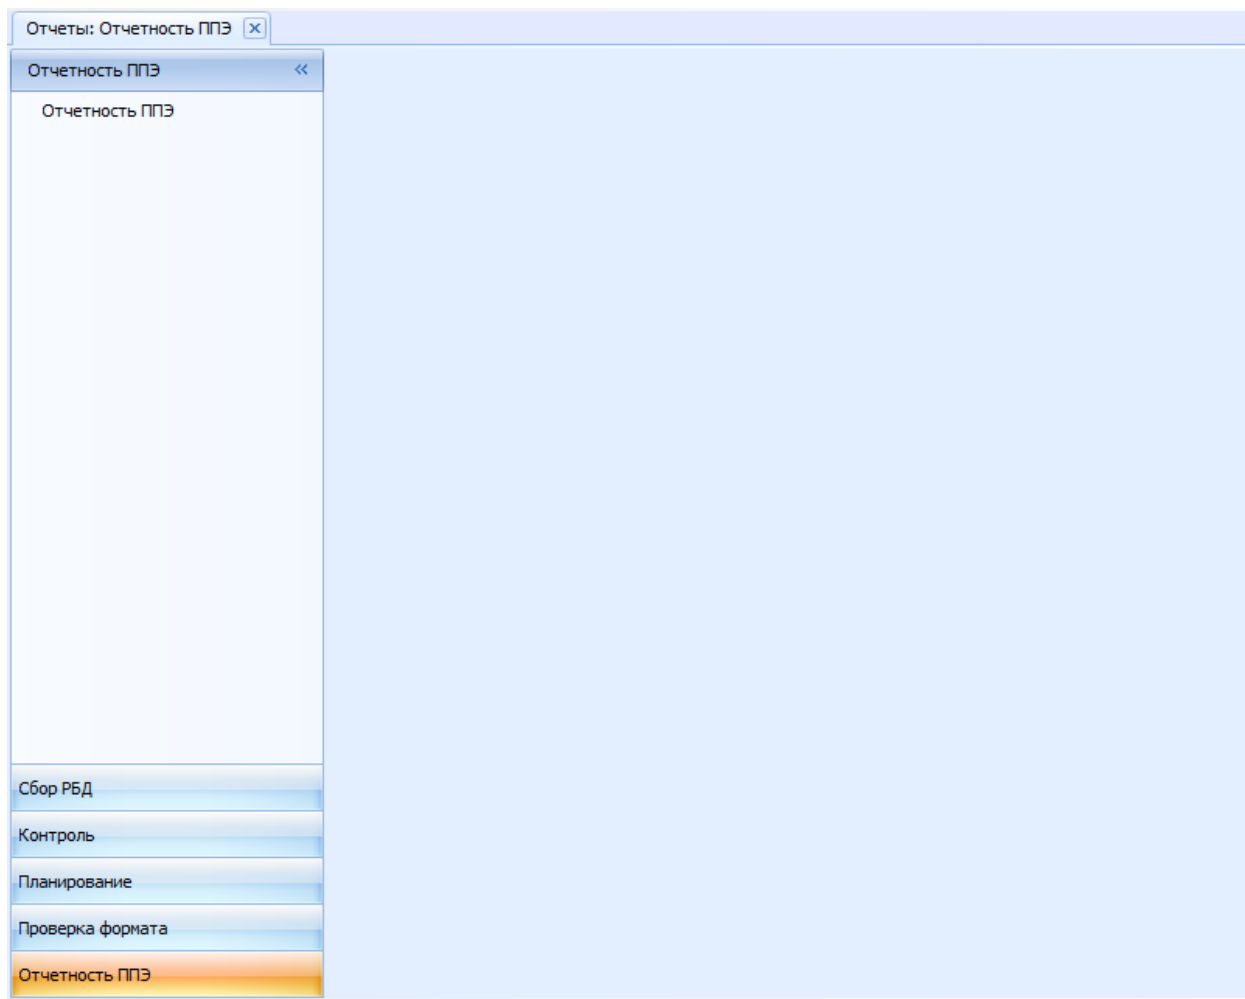 Отчеты: Отчетность ППЭ
Отчетность ППЭ
Отчетность ППЭ
Сбор РБД
Контроль
Планирование
Проверка формата
Отчетность ППЭ